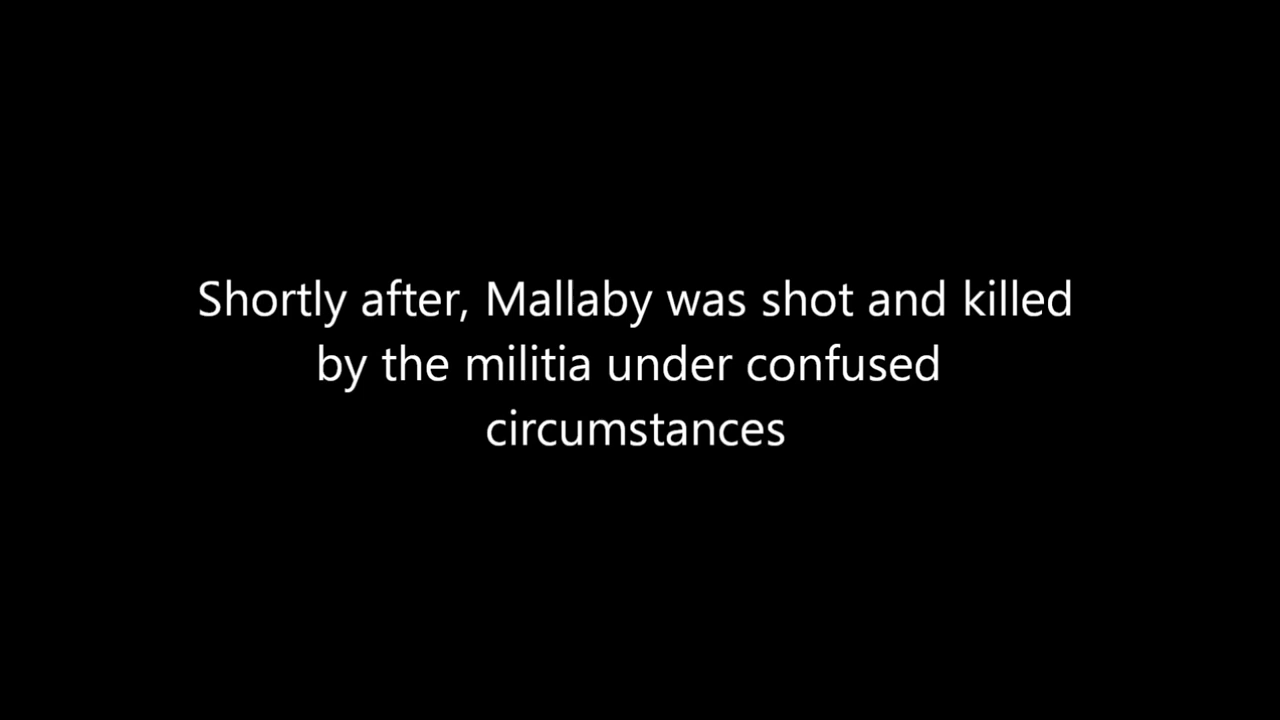 Shortly after, Mallaby was shot and killed
by the militia under confused
circumstances